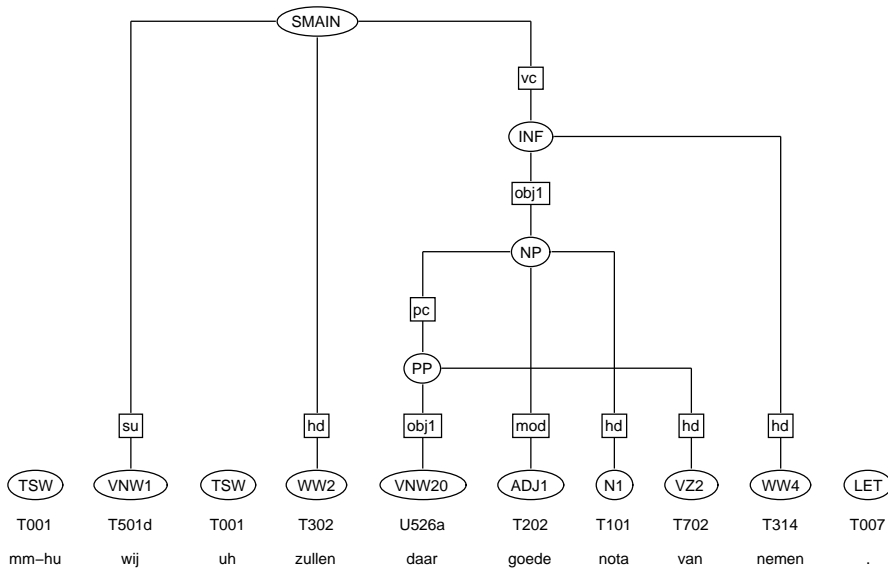 SMAIN
vc
INF
obj1
NP
pc
PP
su hd obj1 mod hd hd hd
TSW VNW1 TSW WW2 VNW20 ADJ1 N1 VZ2 WW4 LET
T001 T501d T001 T302 U526a T202 T101 T702 T314 T007
mm−hu wij uh zullen daar goede nota van nemen .